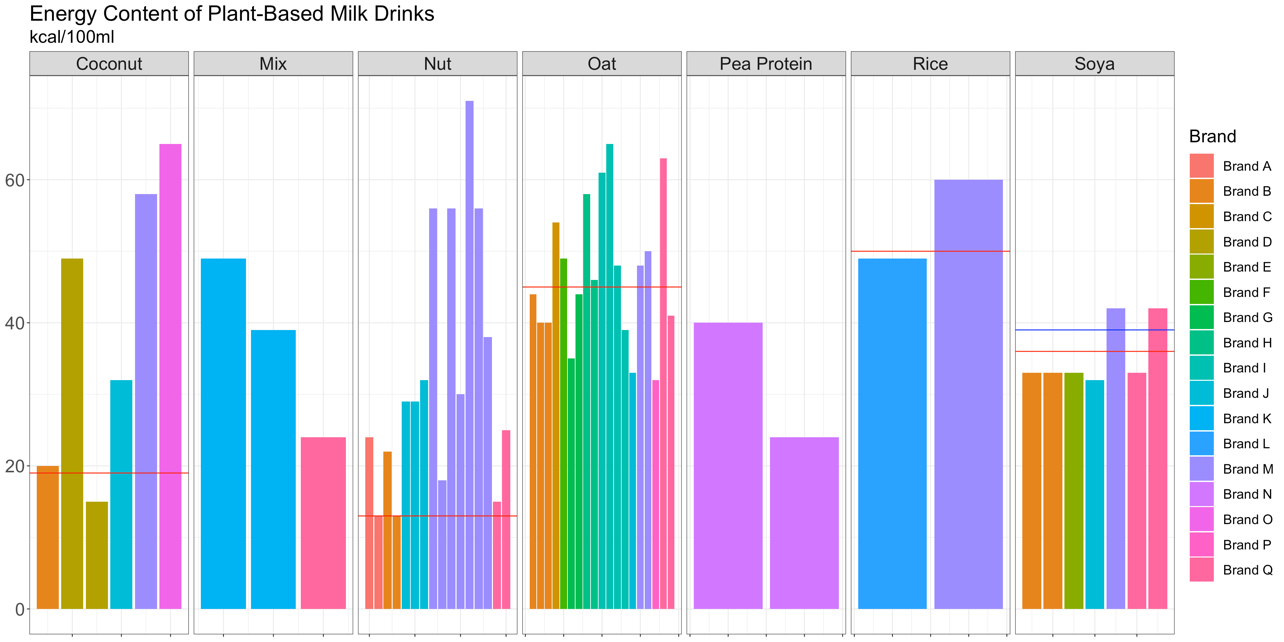 Energy Content of Plant-Based Milk Drinks
kcal/100ml
Coconut Mix Nut Oat Pea Protein Rice Soya
60
40
20
0
Brand
Brand A
Brand B
Brand C
Brand D
Brand E
Brand F
Brand G
Brand H
Brand I
Brand J
Brand K
Brand L
Brand M
Brand N
Brand O
Brand P
Brand Q